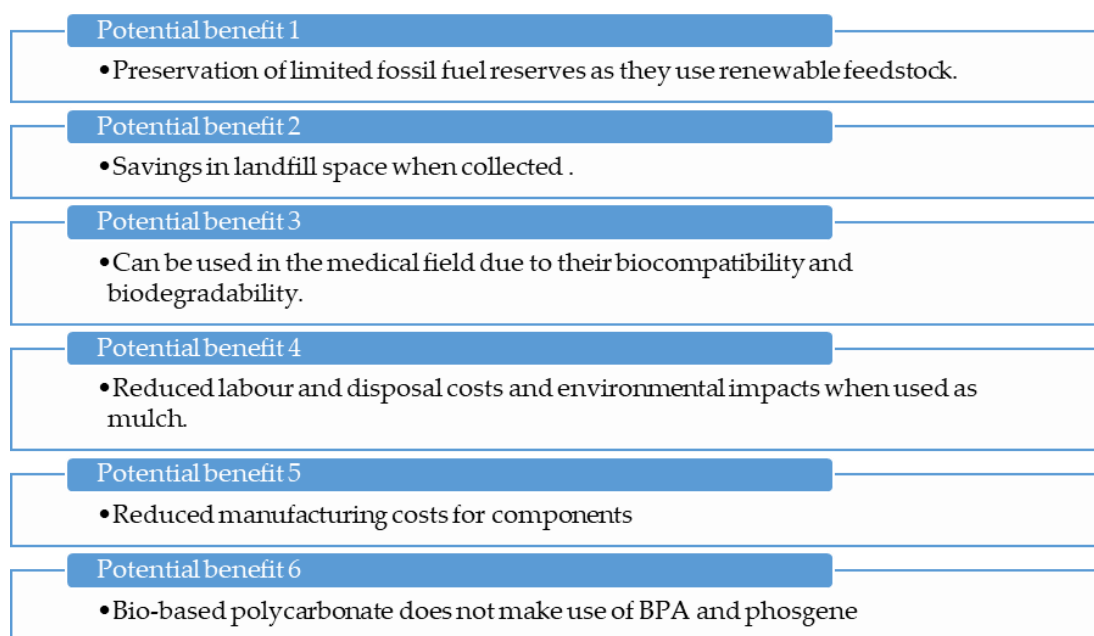 Potential benefit 1
•Preservation of limited fossil fuel reserves as they use renewable feedstock.
Potential benefit 2
•Savings in landfill space when collected .
Potential benefit 3
•Can be used in the medical field due to their biocompatibility and
biodegradability.
Potential benefit 4
•Reduced labour and disposal costs and environmental impacts when used as
mulch.
Potential benefit 5
•Reduced manufacturing costs for components
Potential benefit 6
•Bio-based polycarbonate does not make use of BPA and phosgene